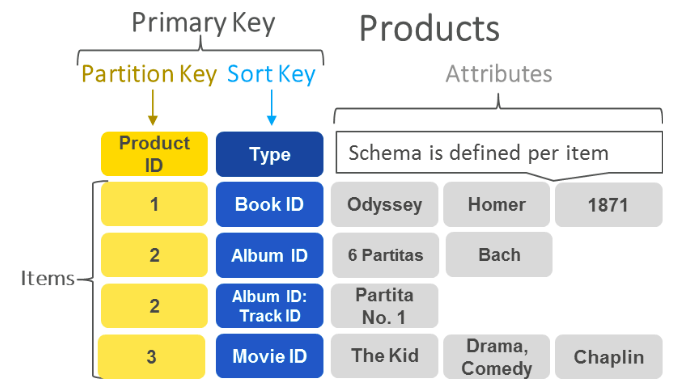 Primary Key
Products
Partition Key
Sort Key
Attributes
Product
ID
Type
Schema is defined per item
1
Book ID
Odyssey
Homer
1871
2
Album ID
6 Partitas
Bach
Items
2
Album ID:
Track ID
Partita
No. 1
3
Movie ID
The Kid
Drama,
Comedy
Chaplin